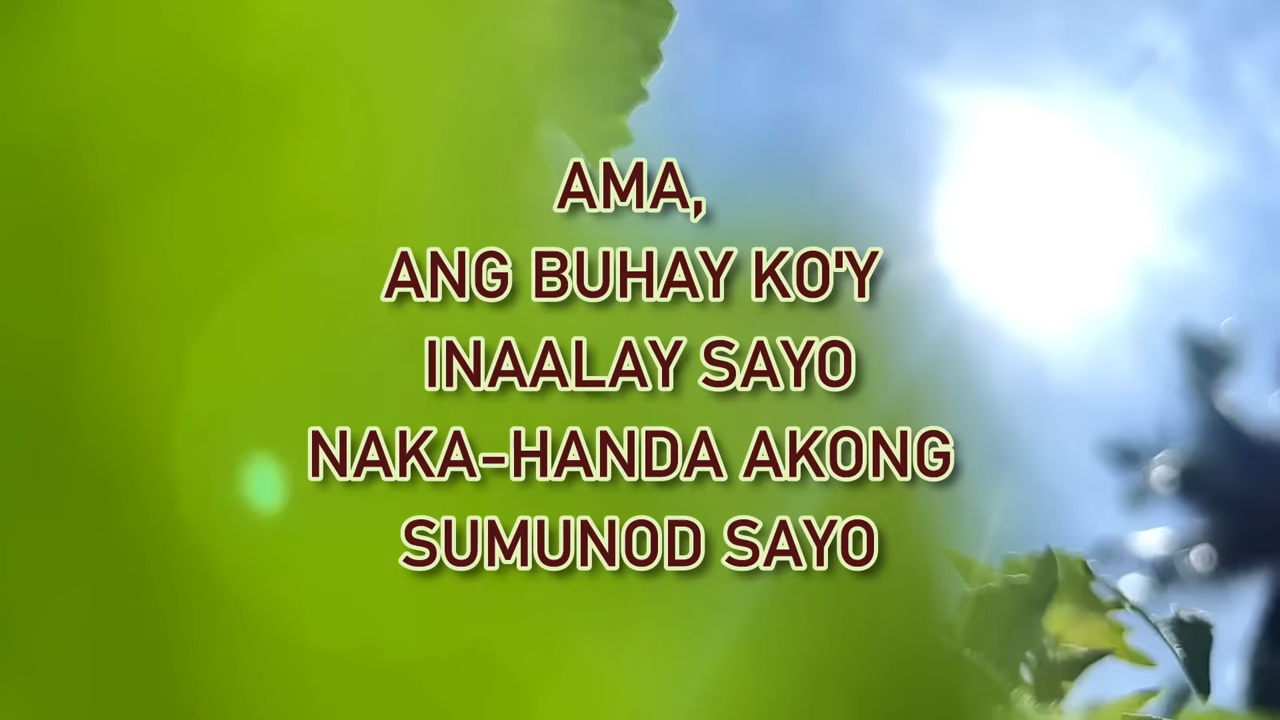 AMA,
ANG BUHAY KO'Y
INAALAY SAYO
NAKA-HANDA AKONG
SUMUNOD SAYO